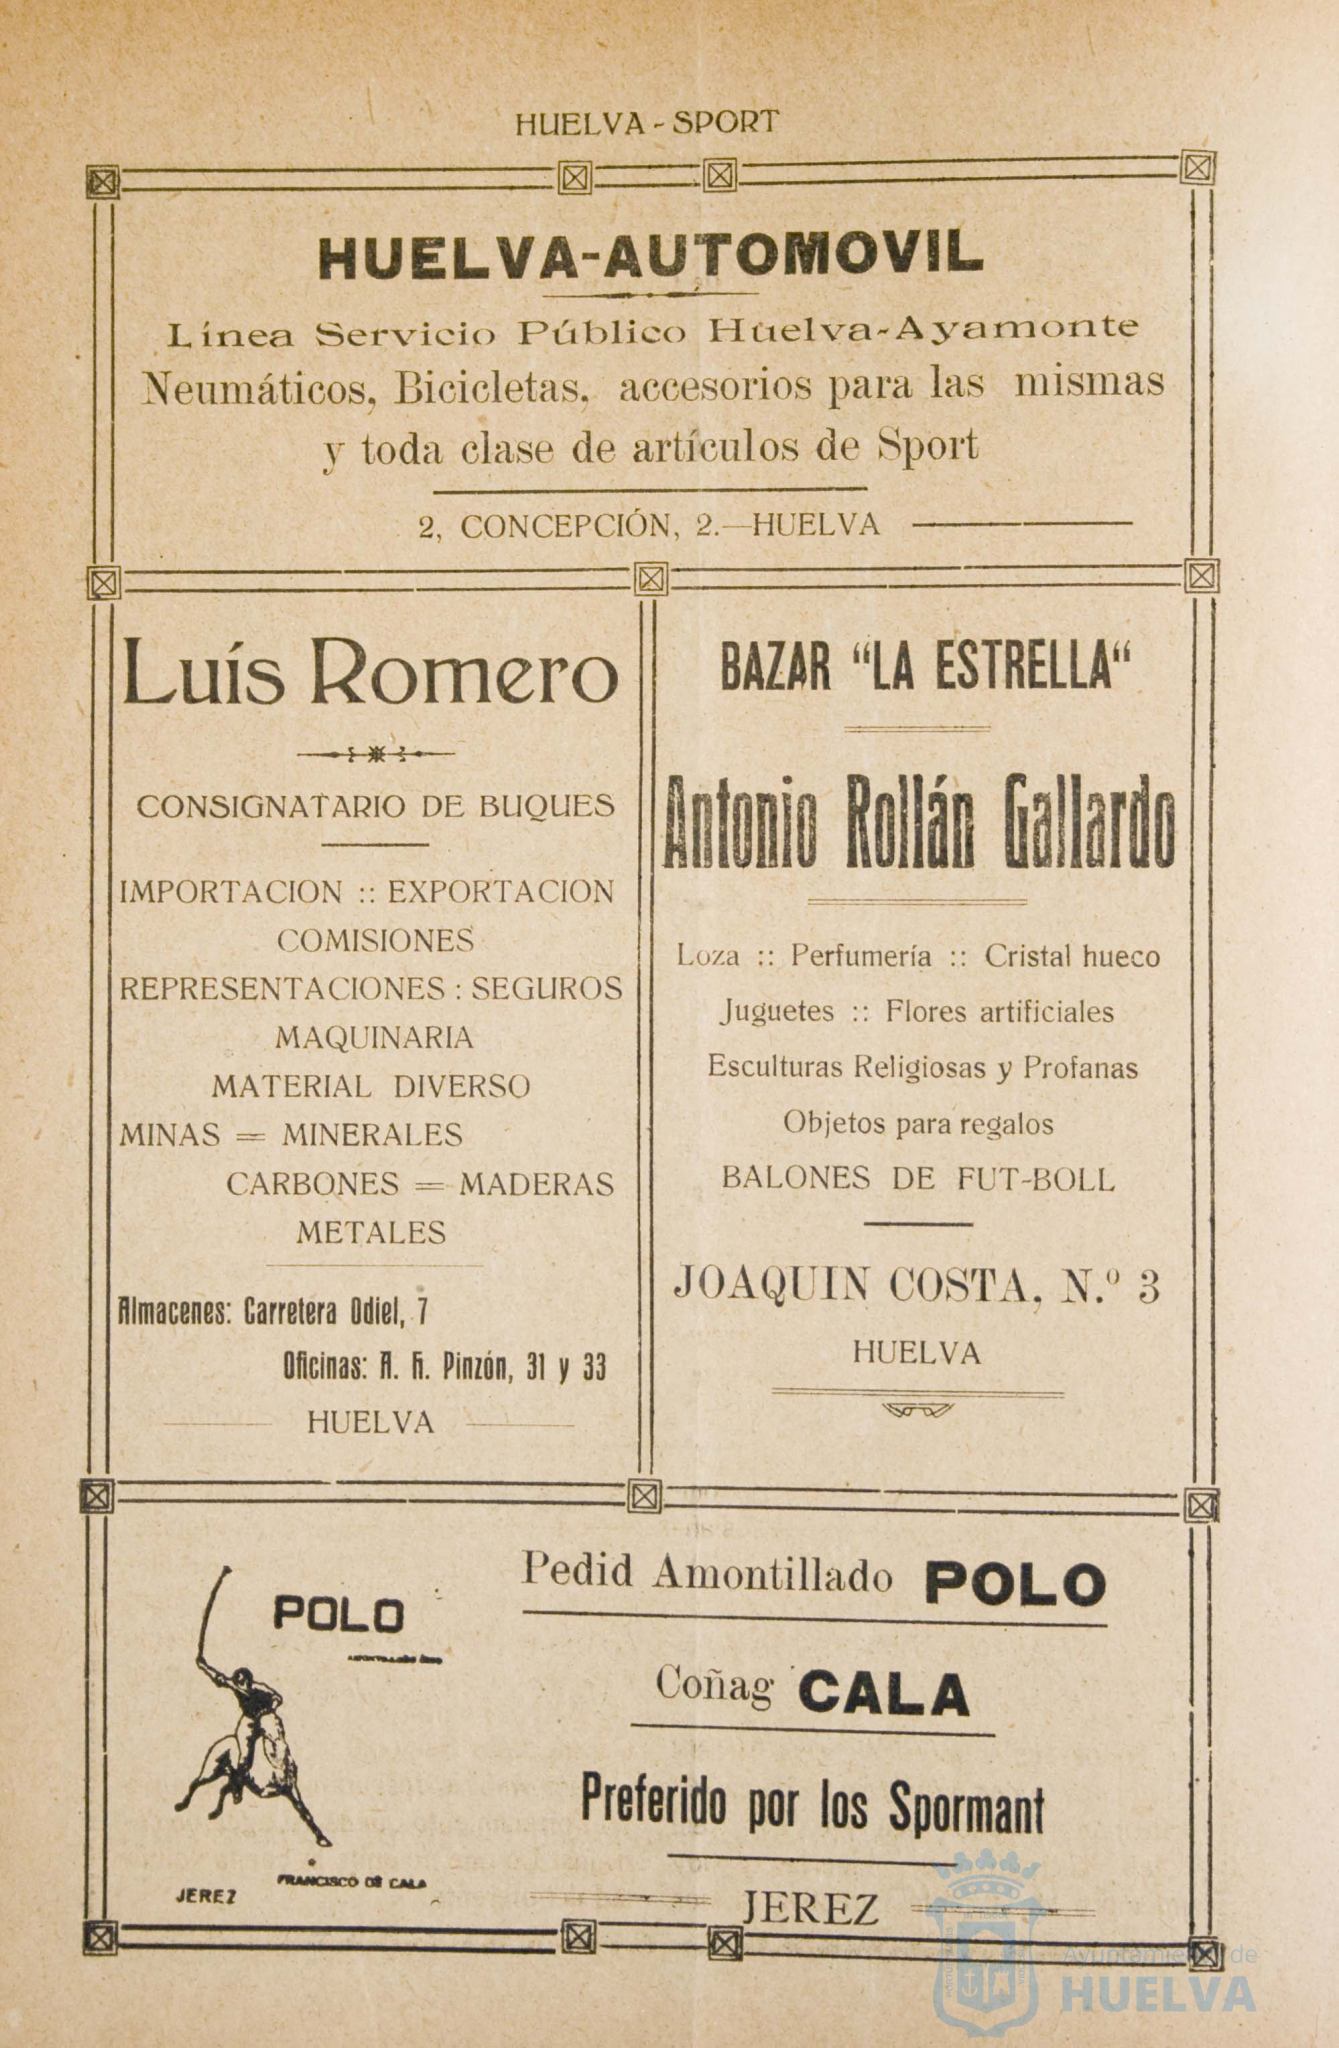 HUELVA - SPORT
HUELVA-AUTOMOVIL
Línea Servicio Público Huelva-Ayamonte
Neumáticos, Bicicletas, accesorios para las mismas
y toda clase de artículos de Sport
2, CONCEPCIÓN, 2.—HUELVA
Luís Romero
CONSIGNATARIO DE BUQUES
IMPORTACION :: EXPORTACION
COMISIONES
REPRESENTACIONES : SEGUROS
MAQUINARIA
MATERIAL DIVERSO
MINAS = MINERALES
CARBONES = MADERAS
METALES
Almacenes: Carretera Odiel, 7
Oficinas: A. H. Pinzón, 31 y 33
HUELVA
BAZAR “LA ESTRELLA“
Antonio Rollán Gallardo
Loza :: Perfumería :: Cristal hueco
Juguetes :: Flores artificiales
Esculturas Religiosas y Profanas
Objetos para regalos
BALONES DE FUT-BOLL
JOAQUIN COSTA, N.º 3
HUELVA
POLO
FRANCISCO DE CALA
JEREZ
Pedid Amontillado POLO
Coñag CALA
Preferido por los Spormant
JEREZ
Ayuntamiento de
HUELVA